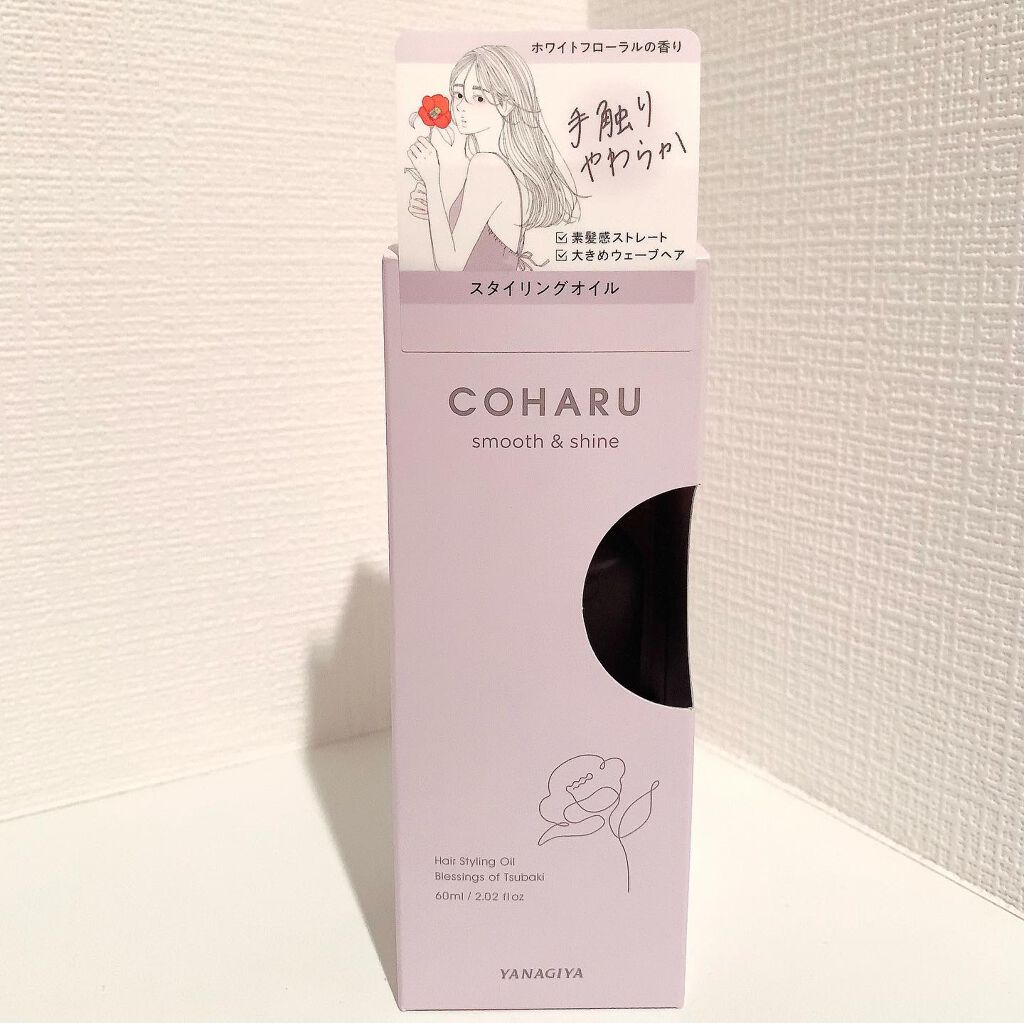 ホワイトフローラルの香り
手触り
やわらか
☑素髪感ストレート
☑大きめウェーブヘア
スタイリングオイル
COHARU
smooth & shine
Hair Styling Oil
Blessings of Tsubaki
60ml / 2.02 fl oz
YANAGIYA